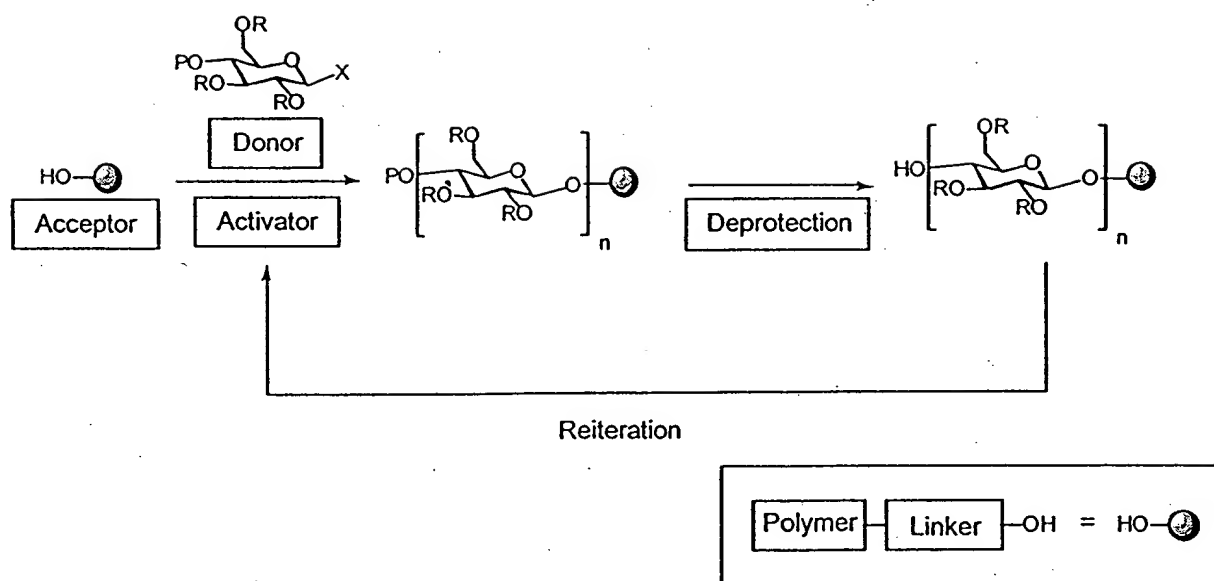 OR
PO
O
X
RO
RO
Donor
HO
Acceptor
Activator
RO
PO
O
O
RO
RO
n
Deprotection
OR
HO
O
O
RO
RO
n
Reiteration
Polymer Linker OH = HO